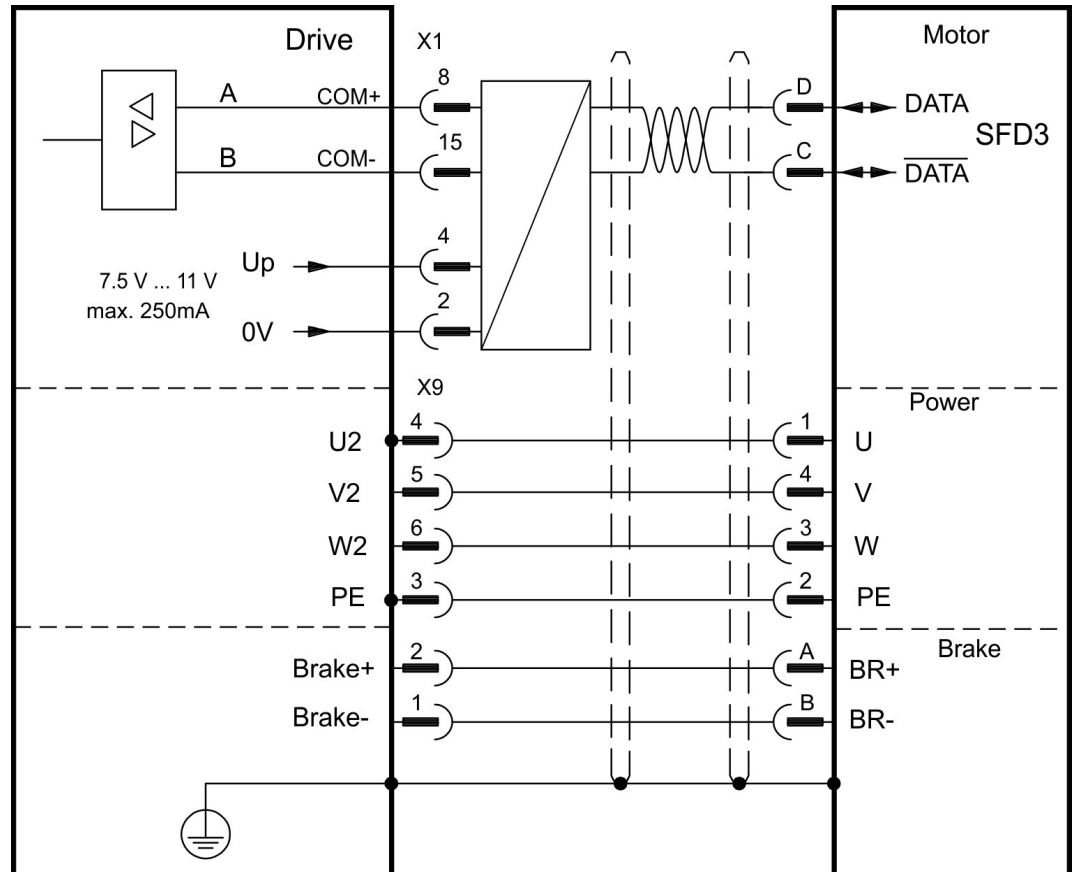 Drive X1 Motor
8 D
A COM+ DATA
SFD3
15 C
B COM- DATA
4
Up
7.5 V ... 11 V
max. 250mA
2
0V
X9
Power
4 1
U2 U
5 4
V2 V
6 3
W2 W
3 2
PE PE
Brake
2 A
Brake+ BR+
1 B
Brake- BR-